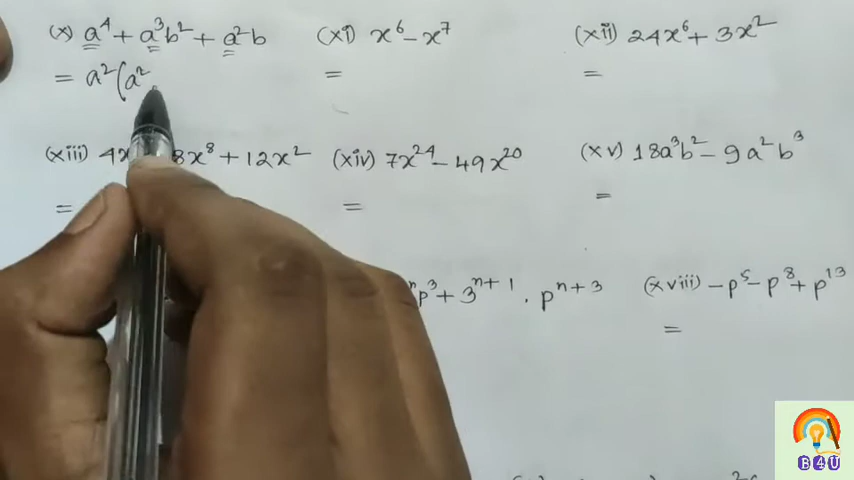 (x) a⁴ + a³b² + a²b (xi) x⁶ - x⁷ (xii) 24x⁶ + 3x²
= a²(a² = =
(xiii) 8x⁸ + 12x² (xiv) 7x²⁴ - 49x²⁰ (xv) 18a³b² - 9a²b³
= = =
p³ + 3ⁿ⁺¹ . pⁿ⁺³ (xviii) -p⁵ - p⁸ + p¹³
=
B4U